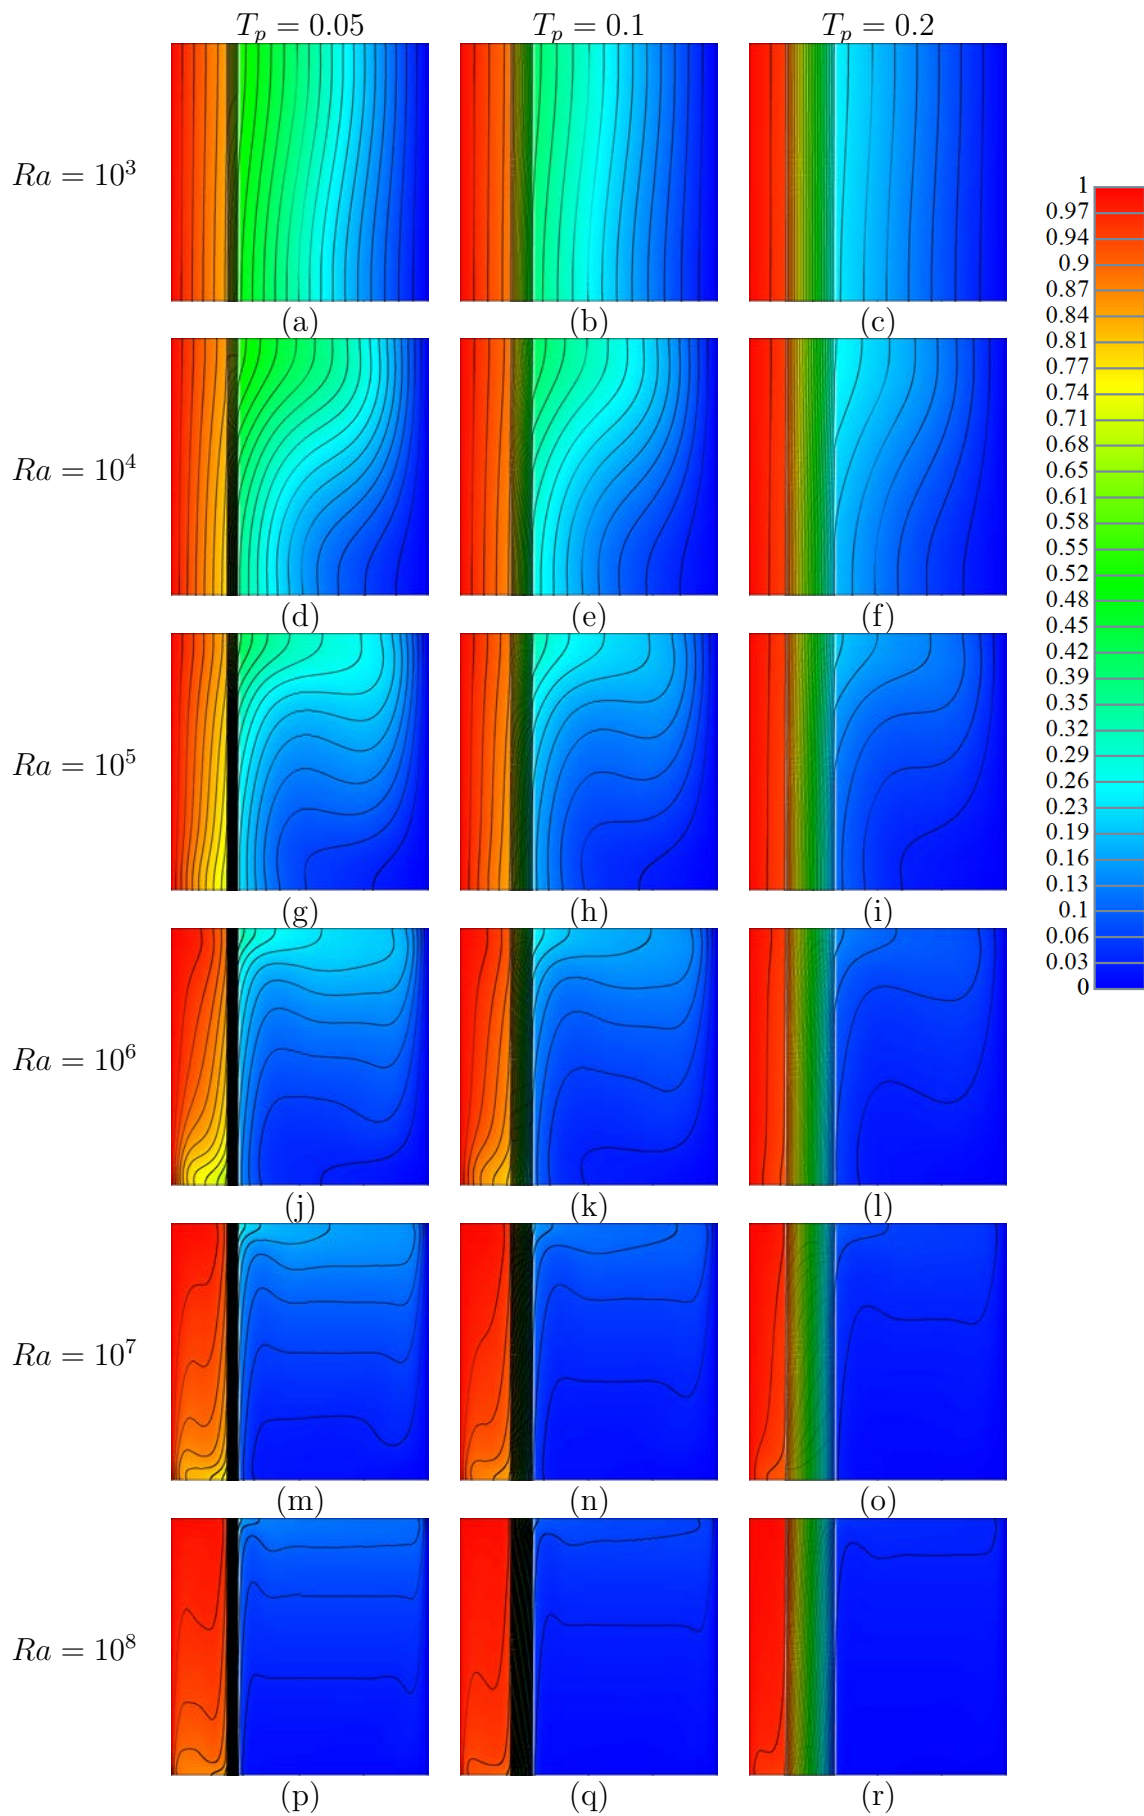 T_p = 0.05 T_p = 0.1 T_p = 0.2
Ra = 10^3
(a) (b) (c)
Ra = 10^4
(d) (e) (f)
Ra = 10^5
(g) (h) (i)
Ra = 10^6
(j) (k) (l)
Ra = 10^7
(m) (n) (o)
Ra = 10^8
(p) (q) (r)
1
0.97
0.94
0.9
0.87
0.84
0.81
0.77
0.74
0.71
0.68
0.65
0.61
0.58
0.55
0.52
0.48
0.45
0.42
0.39
0.35
0.32
0.29
0.26
0.23
0.19
0.16
0.13
0.1
0.06
0.03
0